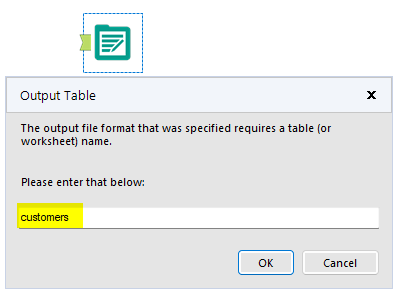 Output Table
X
The output file format that was specified requires a table (or
worksheet) name.
Please enter that below:
customers
OK
Cancel